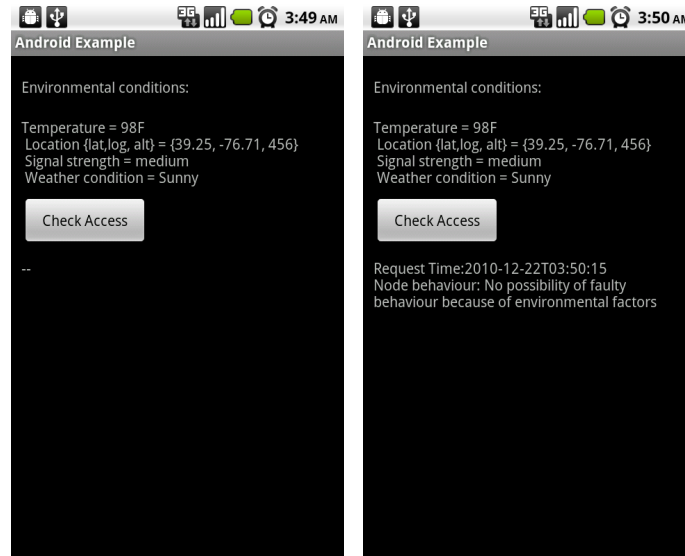 3G 3:49 AM
Android Example
Environmental conditions:
Temperature = 98F
Location {lat,log, alt} = {39.25, -76.71, 456}
Signal strength = medium
Weather condition = Sunny
Check Access
--
3G 3:50 AM
Android Example
Environmental conditions:
Temperature = 98F
Location {lat,log, alt} = {39.25, -76.71, 456}
Signal strength = medium
Weather condition = Sunny
Check Access
Request Time:2010-12-22T03:50:15
Node behaviour: No possibility of faulty
behaviour because of environmental factors